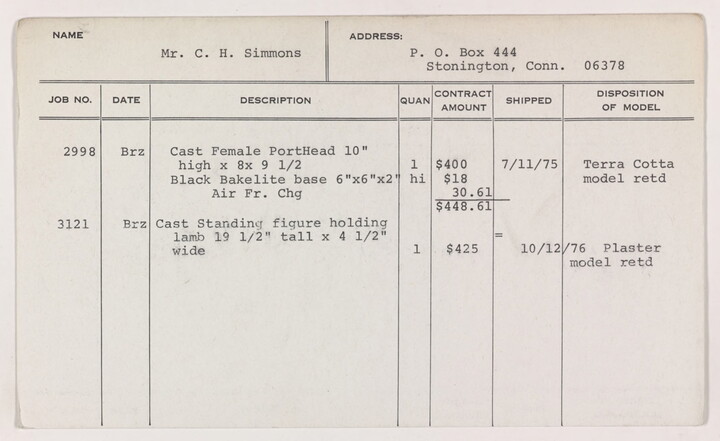 NAME
Mr. C. H. Simmons
ADDRESS:
P. O. Box 444
Stonington, Conn. 06378
JOB NO. DATE DESCRIPTION QUAN CONTRACT AMOUNT SHIPPED DISPOSITION OF MODEL
2998 Brz Cast Female PortHead 10"
high x 8x 9 1/2 1 $400 7/11/75 Terra Cotta
Black Bakelite base 6"x6"x2" hi $18 model retd
Air Fr. Chg 30.61
$448.61
3121 Brz Cast Standing figure holding
lamb 19 1/2" tall x 4 1/2" =
wide 1 $425 10/12/76 Plaster
model retd